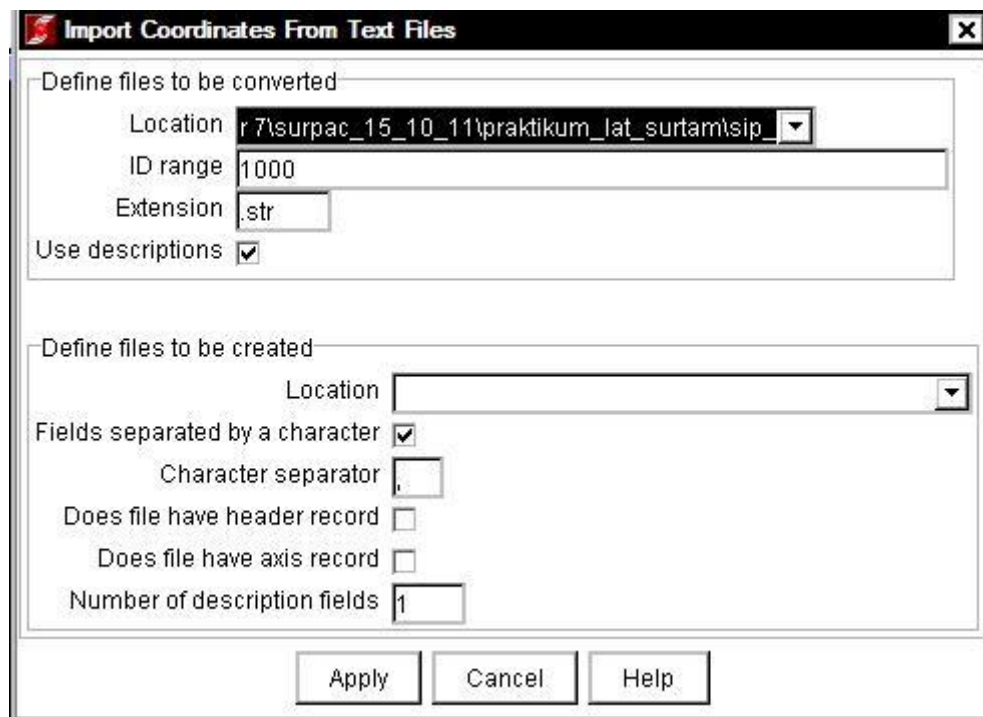 Import Coordinates From Text Files
Define files to be converted
Location r 7\surpac_15_10_11\praktikum_lat_surtam\sip_
ID range 1000
Extension .str
Use descriptions
Define files to be created
Location
Fields separated by a character
Character separator ,
Does file have header record
Does file have axis record
Number of description fields 1
Apply Cancel Help